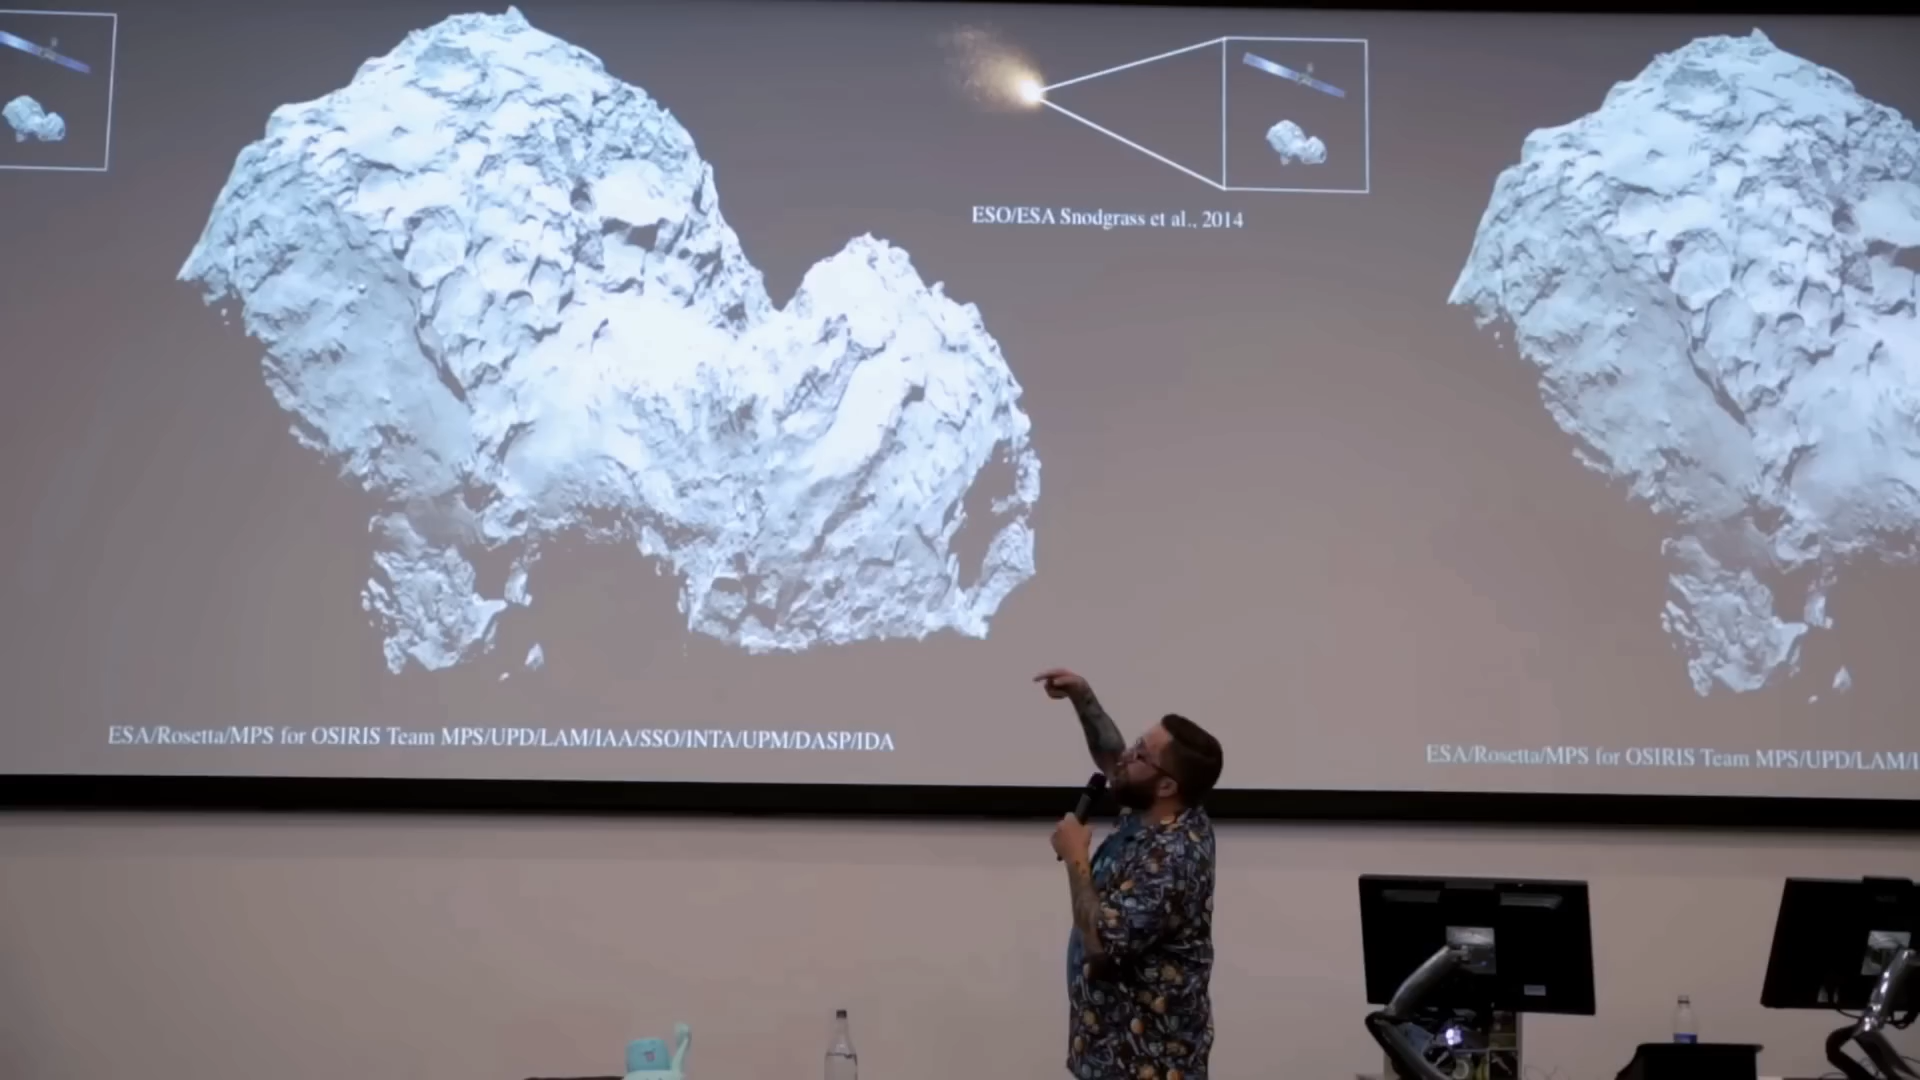 ESO/ESA Snodgrass et al., 2014
ESA/Rosetta/MPS for OSIRIS Team MPS/UPD/LAM/IAA/SSO/INTA/UPM/DASP/IDA
ESA/Rosetta/MPS for OSIRIS Team MPS/UPD/LAM/I